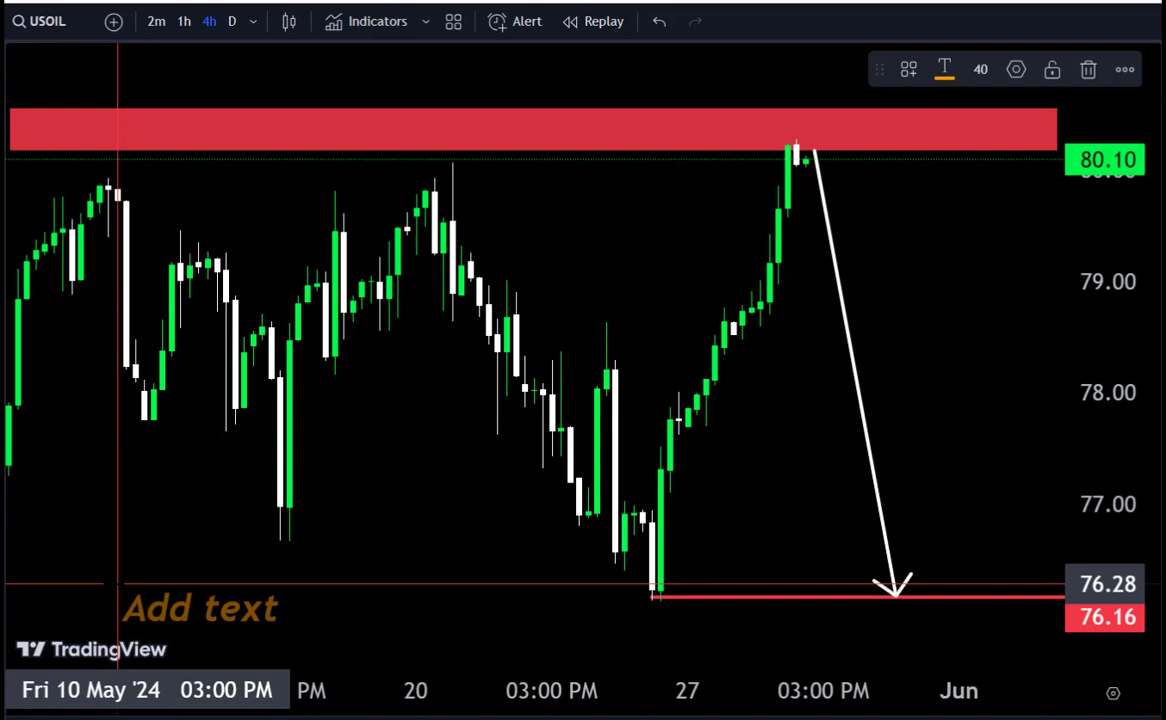 USOIL 2m 1h 4h D Indicators Alert Replay
T 40
80.10
79.00
78.00
77.00
76.28
Add text
76.16
TradingView
Fri 10 May '24 03:00 PM PM 20 03:00 PM 27 03:00 PM Jun